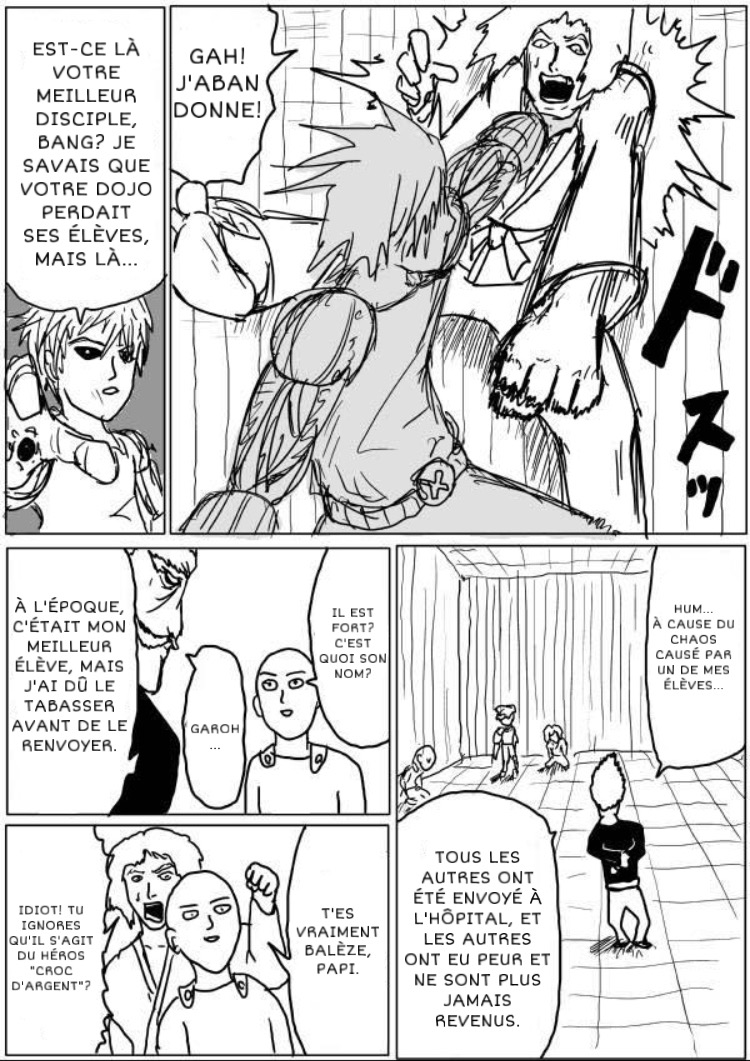 GAH!
J'ABAN
DONNE!
ドスッ
EST-CE LÀ
VOTRE
MEILLEUR
DISCIPLE,
BANG? JE
SAVAIS QUE
VOTRE DOJO
PERDAIT
SES ÉLÈVES,
MAIS LÀ...
HUM...
À CAUSE DU
CHAOS
CAUSÉ PAR
UN DE MES
ÉLÈVES...
TOUS LES
AUTRES ONT
ÉTÉ ENVOYÉ À
L'HÔPITAL, ET
LES AUTRES
ONT EU PEUR ET
NE SONT PLUS
JAMAIS
REVENUS.
IL EST
FORT?
C'EST
QUOI SON
NOM?
GAROH
...
À L'ÉPOQUE,
C'ÉTAIT MON
MEILLEUR
ÉLÈVE, MAIS
J'AI DÛ LE
TABASSER
AVANT DE LE
RENVOYER.
T'ES
VRAIMENT
BALÈZE,
PAPI.
IDIOT! TU
IGNORES
QU'IL S'AGIT
DU HÉROS
"CROC
D'ARGENT"?